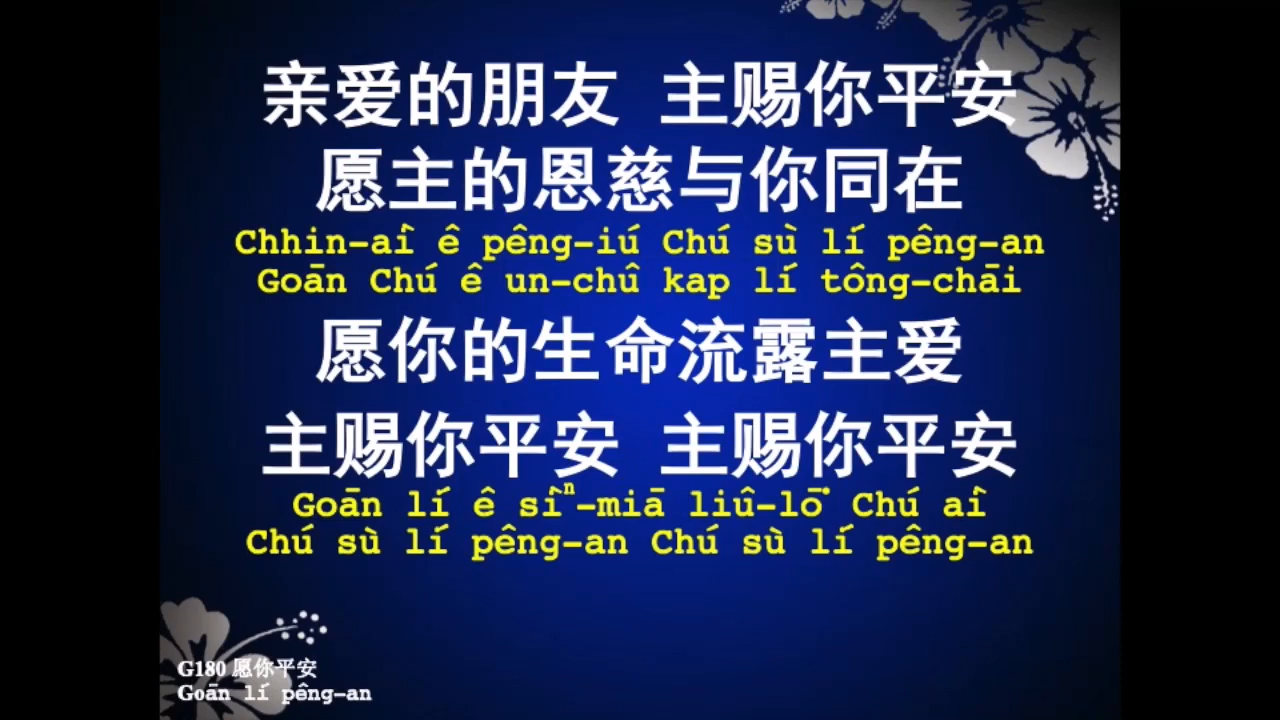 亲爱的朋友 主赐你平安
愿主的恩慈与你同在
Chhin-aì ê pêng-iú Chú sù lí pêng-an
Goān Chú ê un-chû kap lí tông-chāi
愿你的生命流露主爱
主赐你平安 主赐你平安
Goān lí ê sìⁿ-miā liû-lō͘ Chú aì
Chú sù lí pêng-an Chú sù lí pêng-an
G180 愿你平安
Goān lí pêng-an